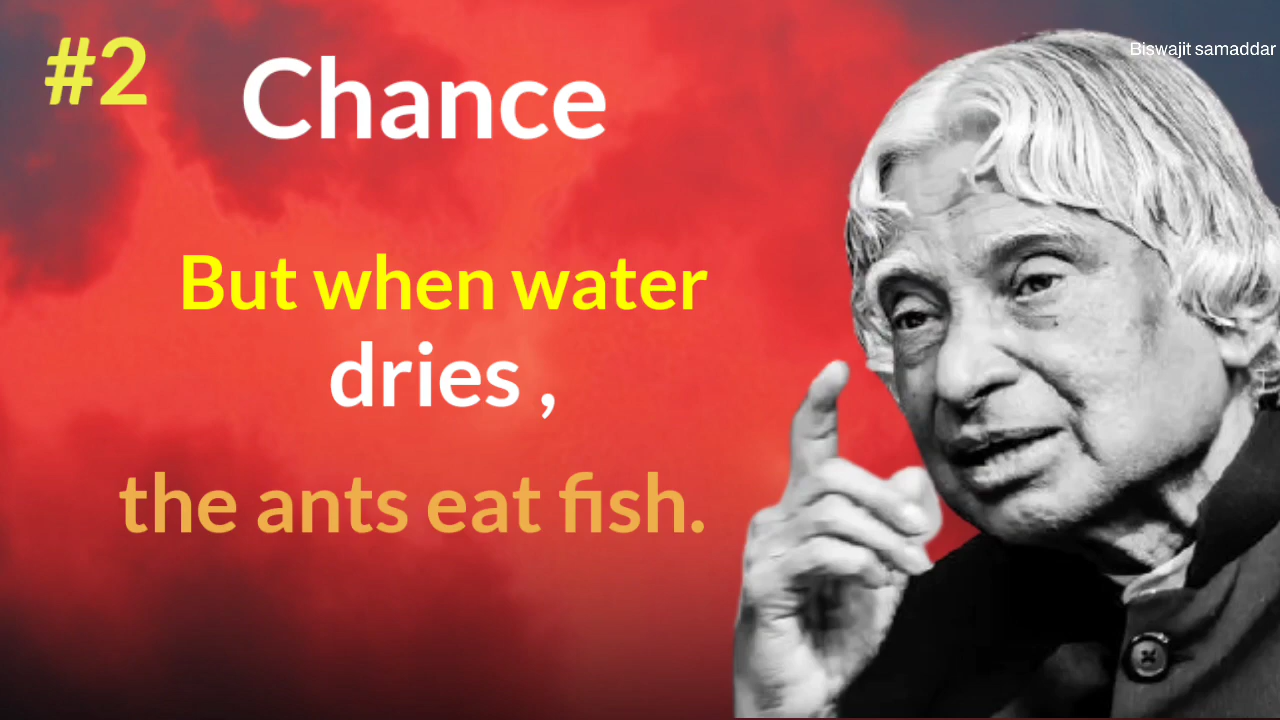 #2
Chance
Biswajit samaddar
But when water
dries ,
the ants eat fish.